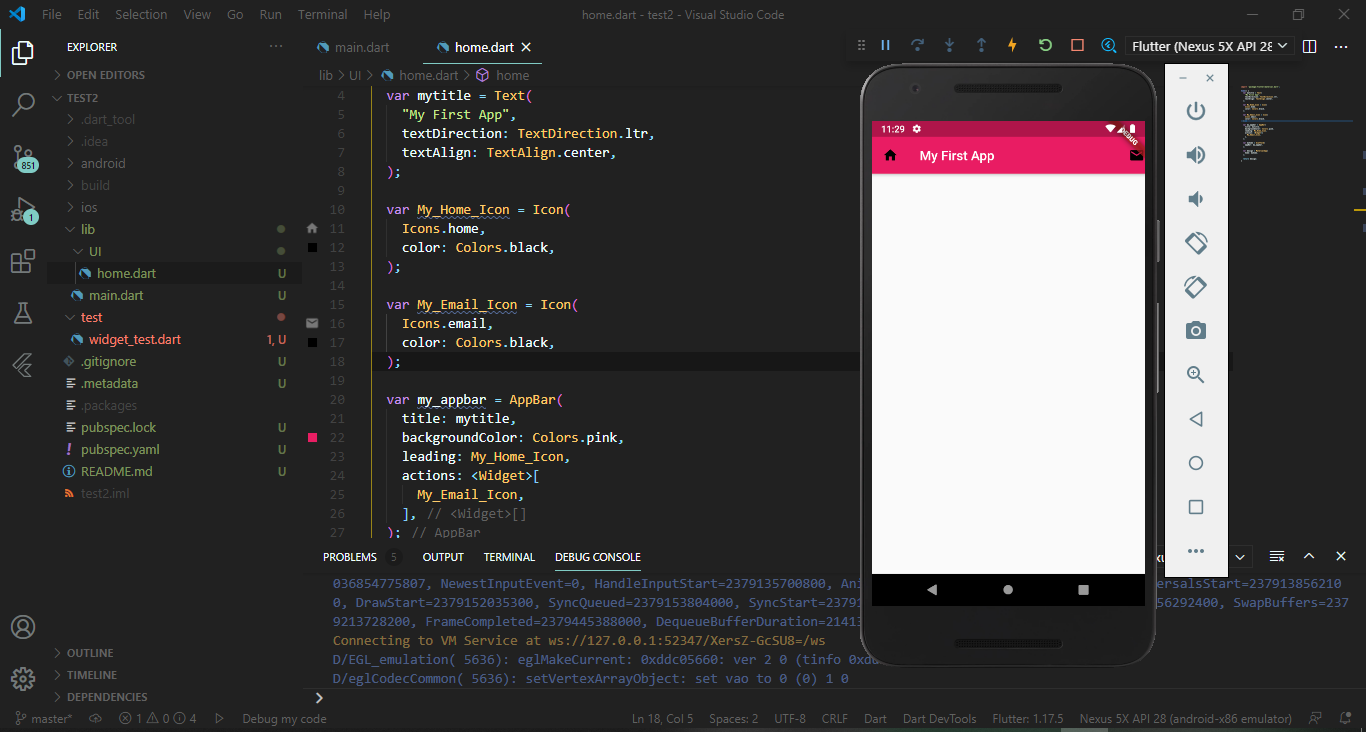 File Edit Selection View Go Run Terminal Help
home.dart - test2 - Visual Studio Code
EXPLORER
OPEN EDITORS
TEST2
.dart_tool
.idea
android
build
ios
lib
UI
home.dart U
main.dart U
test
widget_test.dart 1, U
.gitignore U
.metadata U
.packages
pubspec.lock U
pubspec.yaml U
README.md U
test2.iml
OUTLINE
TIMELINE
DEPENDENCIES
851
1
main.dart home.dart
Flutter (Nexus 5X API 28
lib > UI > home.dart > home
4 var mytitle = Text(
5 "My First App",
6 textDirection: TextDirection.ltr,
7 textAlign: TextAlign.center,
8 );
9
10 var My_Home_Icon = Icon(
11 Icons.home,
12 color: Colors.black,
13 );
14
15 var My_Email_Icon = Icon(
16 Icons.email,
17 color: Colors.black,
18 );
19
20 var my_appbar = AppBar(
21 title: mytitle,
22 backgroundColor: Colors.pink,
23 leading: My_Home_Icon,
24 actions: <Widget>[
25 My_Email_Icon,
26 ], // <Widget>[]
27 ); // AppBar
11:29
DEBUG
My First App
PROBLEMS 5 OUTPUT TERMINAL DEBUG CONSOLE
036854775807, NewestInputEvent=0, HandleInputStart=2379135700800, Ani ersalsStart=237913856210
0, DrawStart=2379152035300, SyncQueued=2379153804000, SyncStart=23791 56292400, SwapBuffers=237
9213728200, FrameCompleted=2379445388000, DequeueBufferDuration=21413
Connecting to VM Service at ws://127.0.0.1:52347/XersZ-GcSU8=/ws
D/EGL_emulation( 5636): eglMakeCurrent: 0xddc05660: ver 2 0 (tinfo 0xdd
D/eglCodecCommon( 5636): setVertexArrayObject: set vao to 0 (0) 1 0
master* 1 0 4 Debug my code Ln 18, Col 5 Spaces: 2 UTF-8 CRLF Dart Dart DevTools Flutter: 1.17.5 Nexus 5X API 28 (android-x86 emulator)